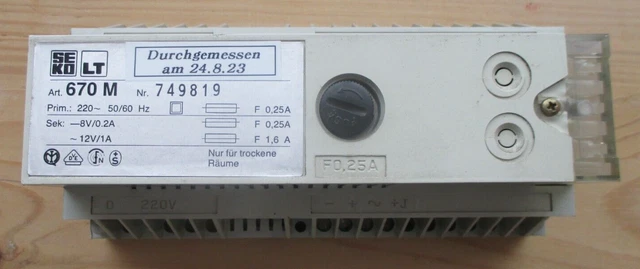 SE
KO LT
Durchgemessen
am 24.8.23
Art. 670 M Nr. 749819
Prim.: 220~ 50/60 Hz F 0,25A
Sek: —8V/0.2A F 0,25A
~12V/1A F 1,6 A
Nur für trockene
Räume
F0,25A
0 220V